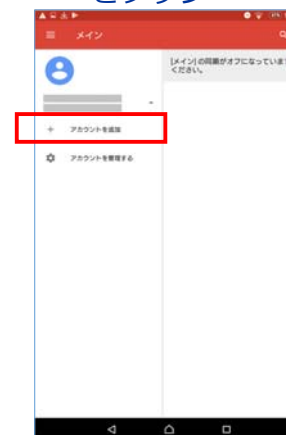 メイン
[メイン] の同期がオフになっていま
ください。
アカウントを追加
アカウントを管理する